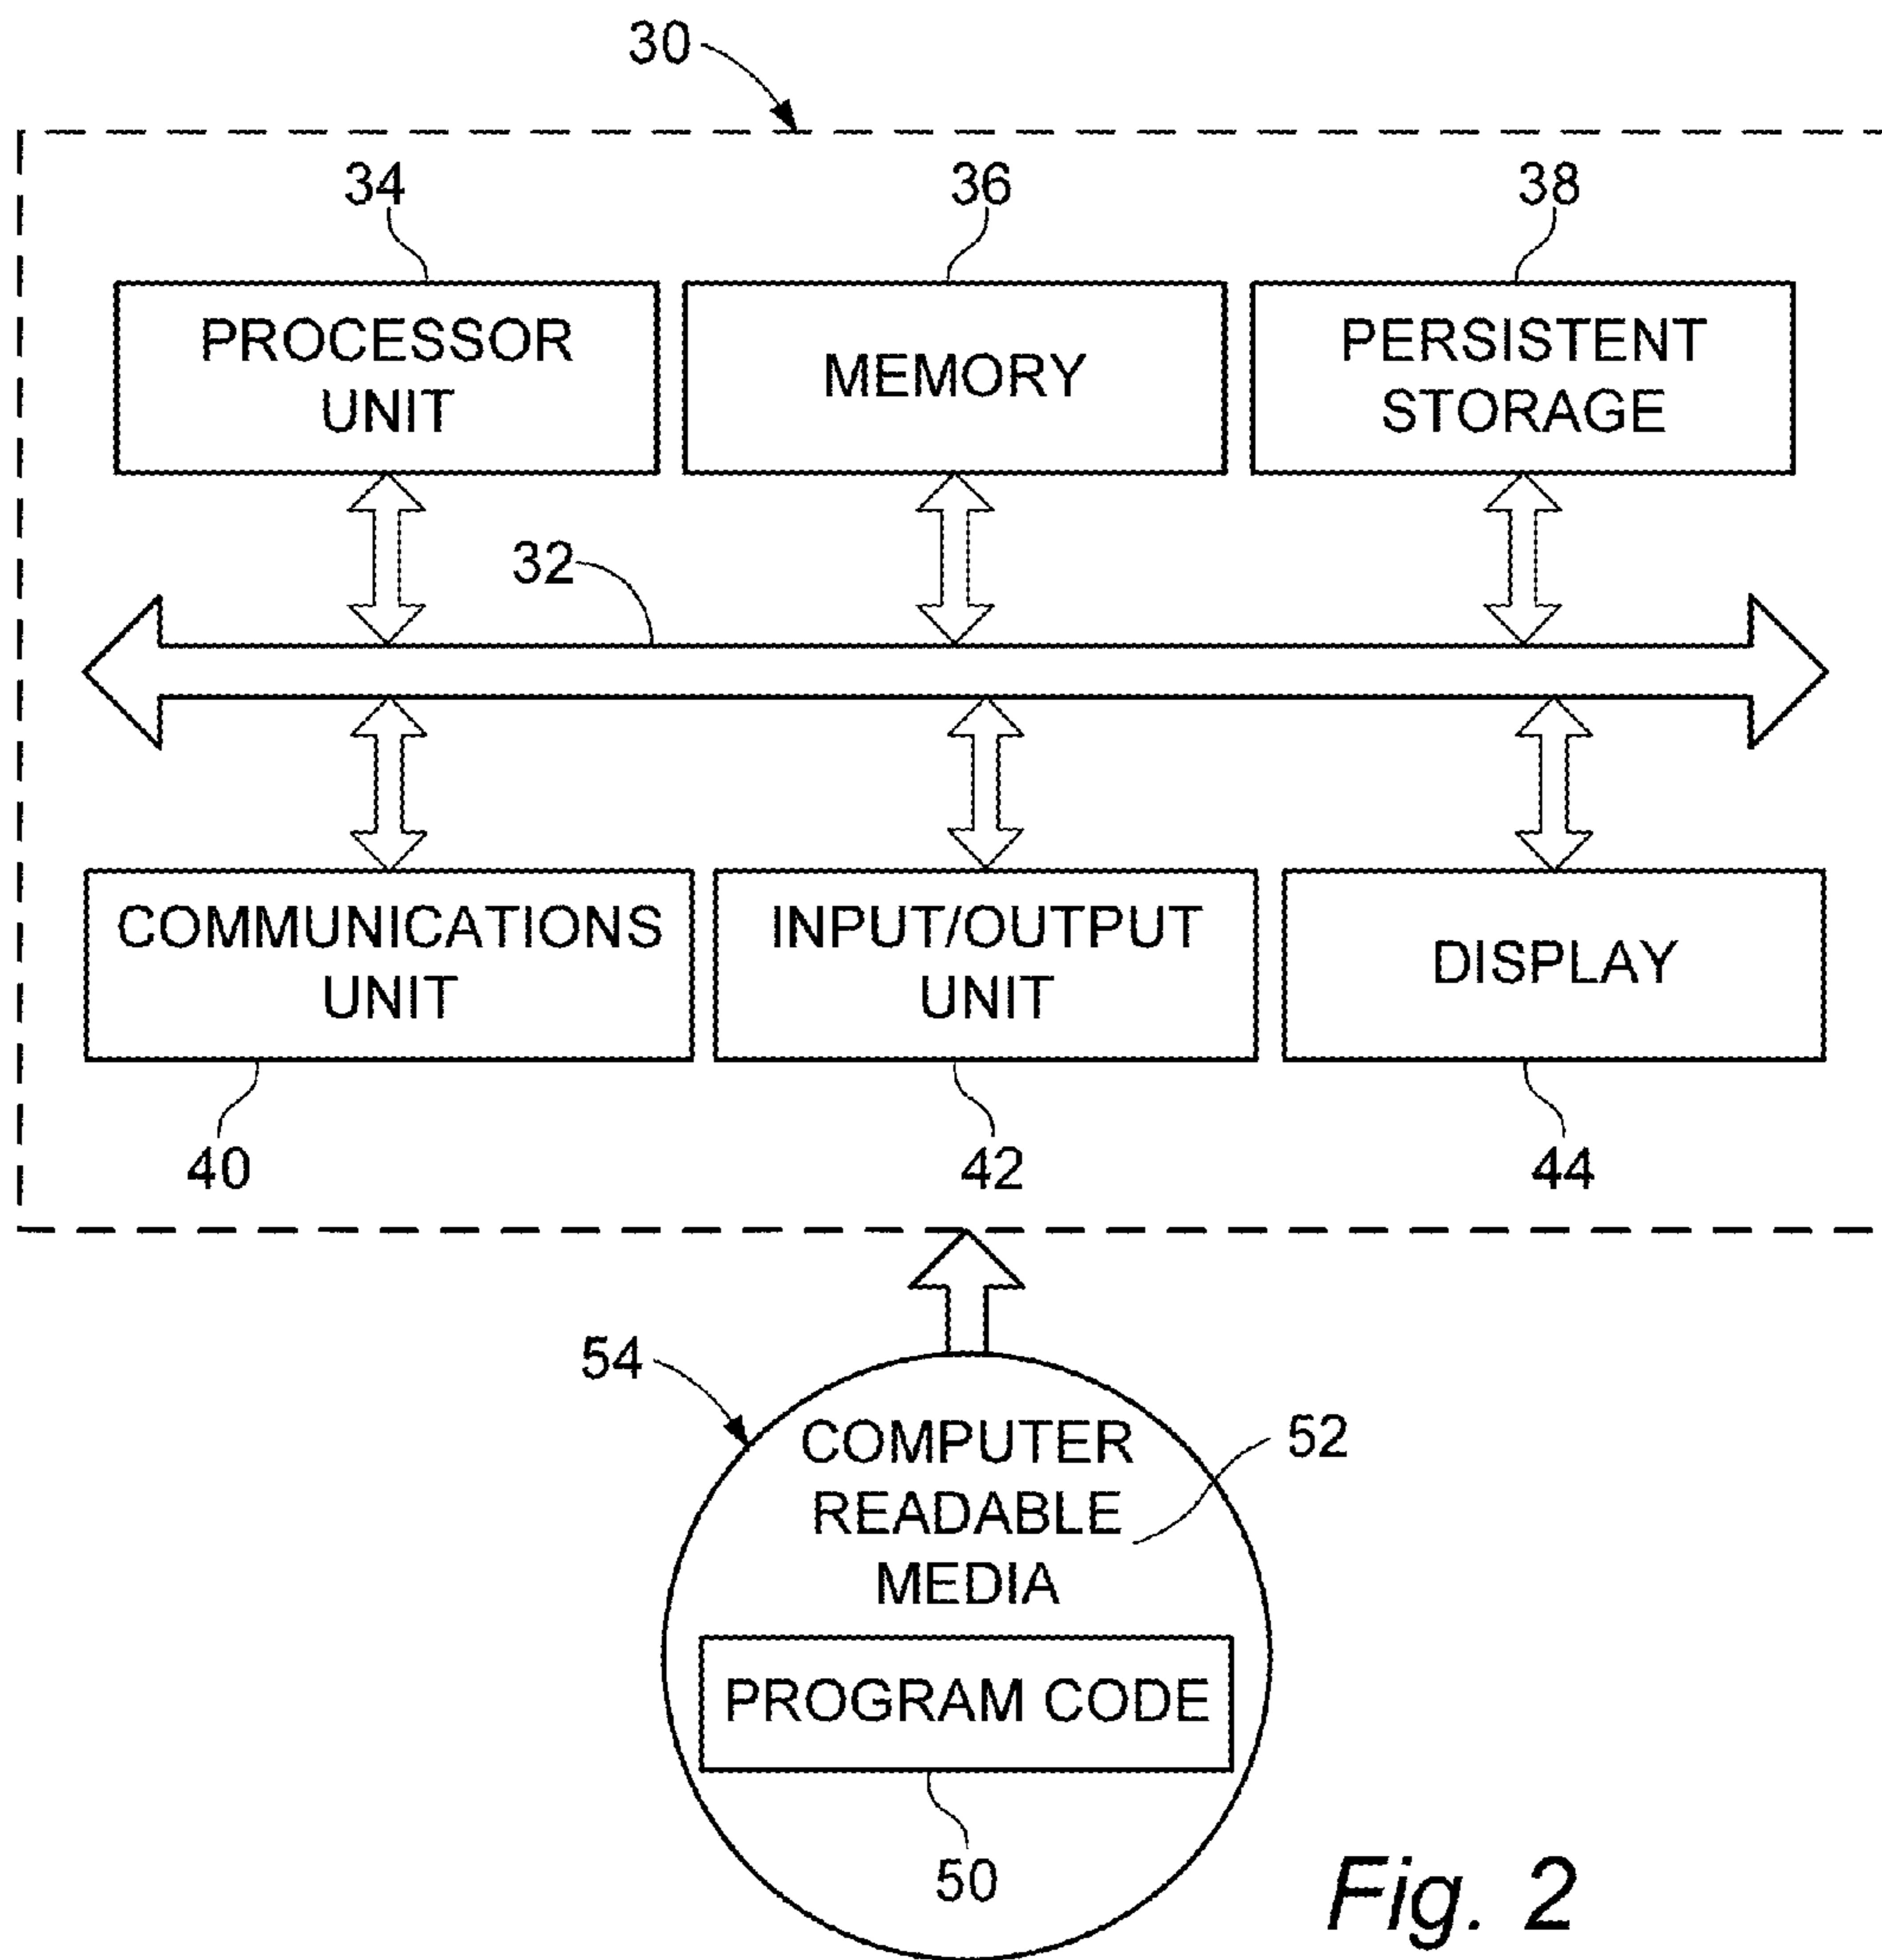 30
34
36
38
PROCESSOR
UNIT
MEMORY
PERSISTENT
STORAGE
32
COMMUNICATIONS
UNIT
INPUT/OUTPUT
UNIT
DISPLAY
40
42
44
54
COMPUTER
READABLE
MEDIA
52
PROGRAM CODE
50
Fig. 2